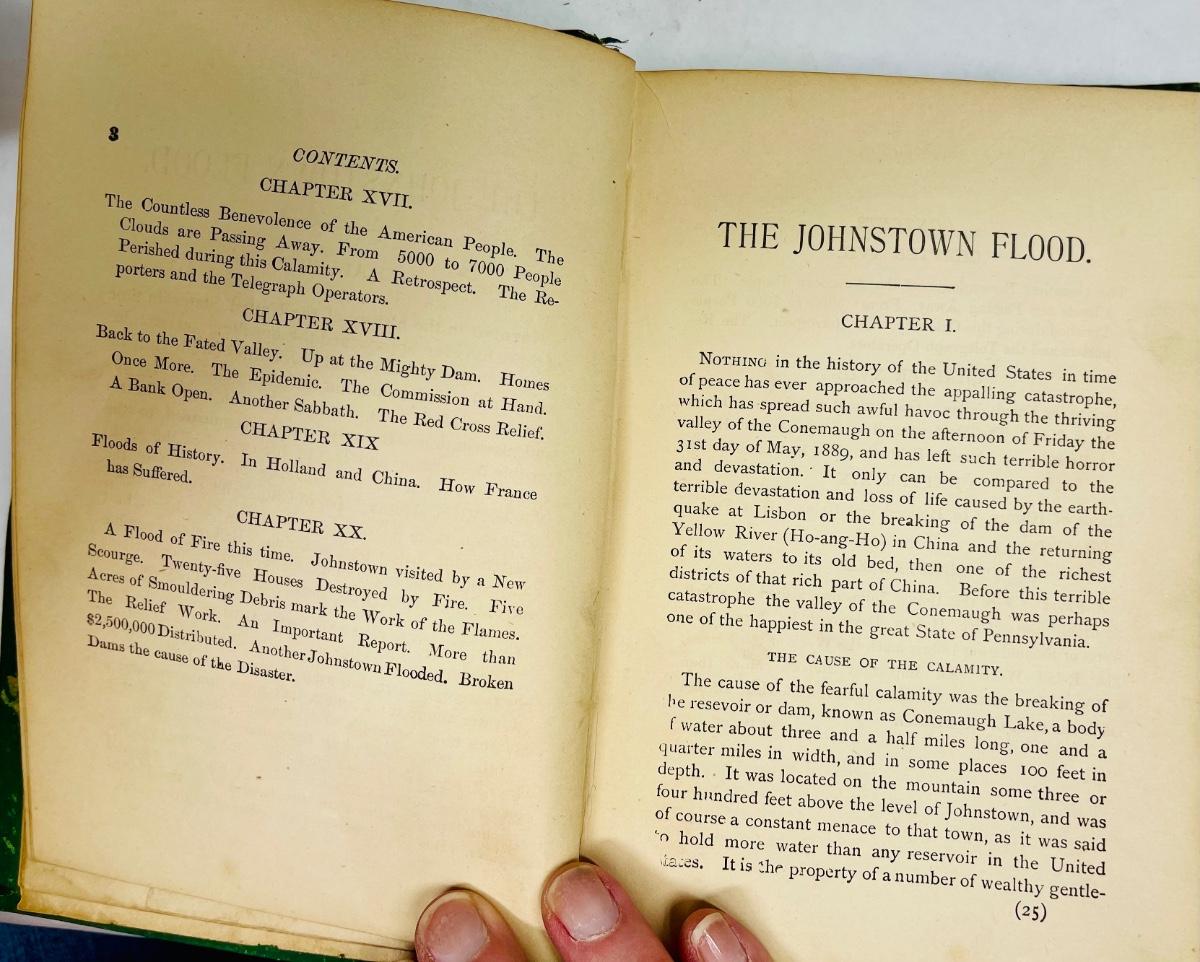 8
CONTENTS.
CHAPTER XVII.
The Countless Benevolence of the American People. The
Clouds are Passing Away. From 5000 to 7000 People
Perished during this Calamity. A Retrospect. The Re-
porters and the Telegraph Operators.
CHAPTER XVIII.
Back to the Fated Valley. Up at the Mighty Dam. Homes
Once More. The Epidemic. The Commission at Hand.
A Bank Open. Another Sabbath. The Red Cross Relief.
CHAPTER XIX
Floods of History. In Holland and China. How France
has Suffered.
CHAPTER XX.
A Flood of Fire this time. Johnstown visited by a New
Scourge. Twenty-five Houses Destroyed by Fire. Five
Acres of Smouldering Debris mark the Work of the Flames.
The Relief Work. An Important Report. More than
$2,500,000 Distributed. Another Johnstown Flooded. Broken
Dams the cause of the Disaster.
THE JOHNSTOWN FLOOD.
CHAPTER I.
NOTHING in the history of the United States in time
of peace has ever approached the appalling catastrophe,
which has spread such awful havoc through the thriving
valley of the Conemaugh on the afternoon of Friday the
31st day of May, 1889, and has left such terrible horror
and devastation. It only can be compared to the
terrible devastation and loss of life caused by the earth-
quake at Lisbon or the breaking of the dam of the
Yellow River (Ho-ang-Ho) in China and the returning
of its waters to its old bed, then one of the richest
districts of that rich part of China. Before this terrible
catastrophe the valley of the Conemaugh was perhaps
one of the happiest in the great State of Pennsylvania.
THE CAUSE OF THE CALAMITY.
The cause of the fearful calamity was the breaking of
he resevoir or dam, known as Conemaugh Lake, a body
f water about three and a half miles long, one and a
quarter miles in width, and in some places 100 feet in
depth. It was located on the mountain some three or
four hundred feet above the level of Johnstown, and was
of course a constant menace to that town, as it was said
to hold more water than any reservoir in the United
tates. It is the property of a number of wealthy gentle-
(25)